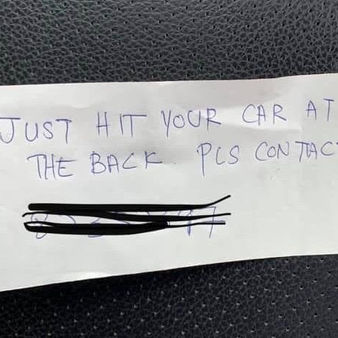 JUST HIT YOUR CAR AT
THE BACK. PLS CONTACT